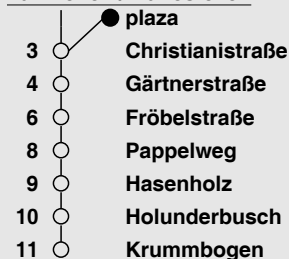 plaza
3 Christianistraße
4 Gärtnerstraße
6 Fröbelstraße
8 Pappelweg
9 Hasenholz
10 Holunderbusch
11 Krummbogen